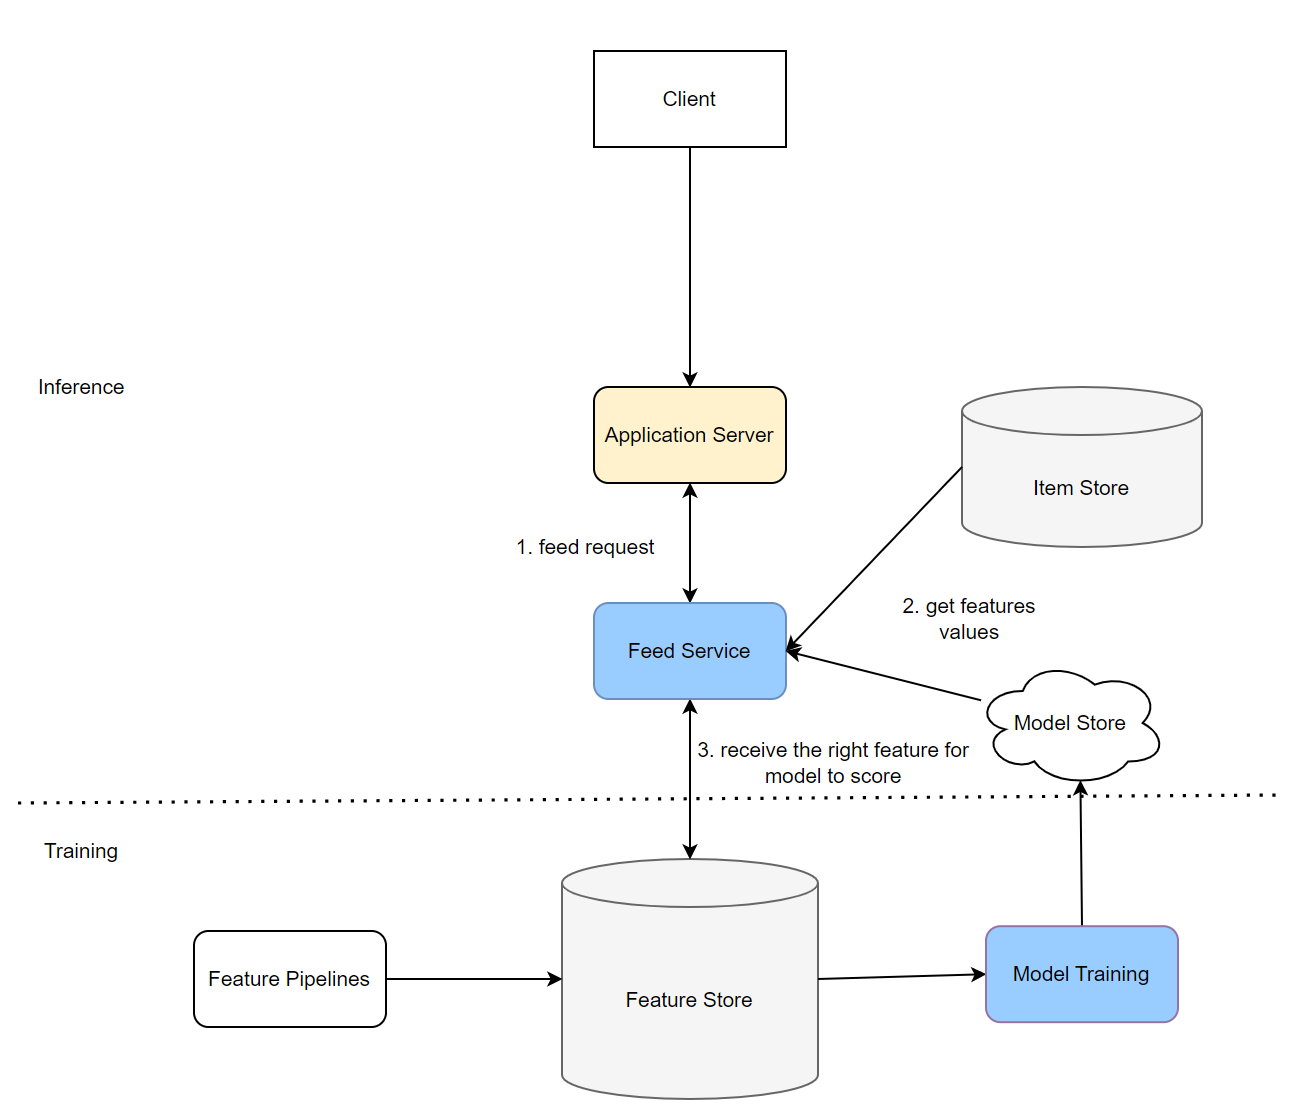 Client
Inference
Application Server
Item Store
1. feed request
2. get features
values
Feed Service
Model Store
3. receive the right feature for
model to score
Training
Feature Pipelines
Feature Store
Model Training